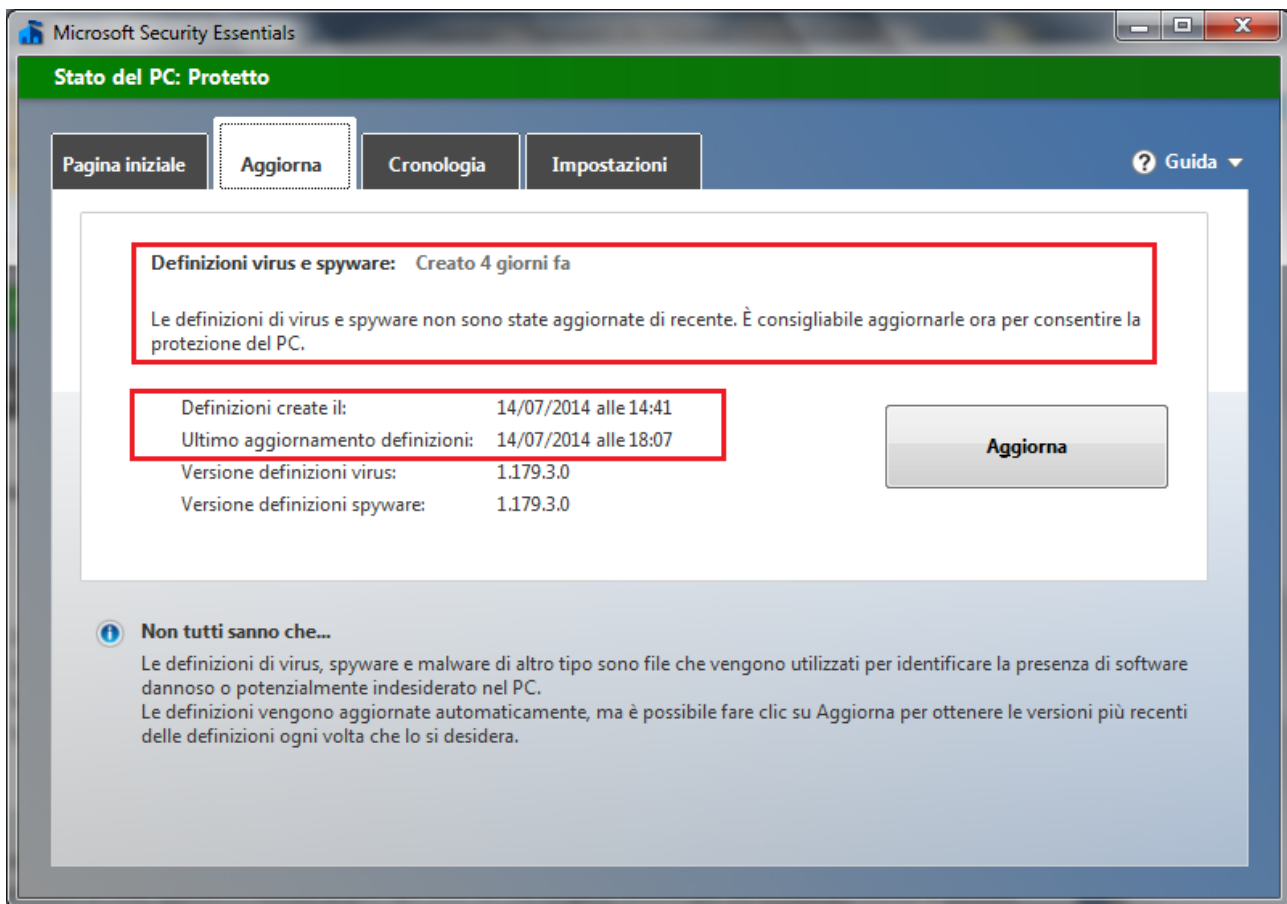 Microsoft Security Essentials
Stato del PC: Protetto
Pagina iniziale
Aggiorna
Cronologia
Impostazioni
? Guida
Definizioni virus e spyware: Creato 4 giorni fa
Le definizioni di virus e spyware non sono state aggiornate di recente. È consigliabile aggiornarle ora per consentire la
protezione del PC.
Definizioni create il: 14/07/2014 alle 14:41
Ultimo aggiornamento definizioni: 14/07/2014 alle 18:07
Versione definizioni virus: 1.179.3.0
Versione definizioni spyware: 1.179.3.0
Aggiorna
Non tutti sanno che...
Le definizioni di virus, spyware e malware di altro tipo sono file che vengono utilizzati per identificare la presenza di software
dannoso o potenzialmente indesiderato nel PC.
Le definizioni vengono aggiornate automaticamente, ma è possibile fare clic su Aggiorna per ottenere le versioni più recenti
delle definizioni ogni volta che lo si desidera.